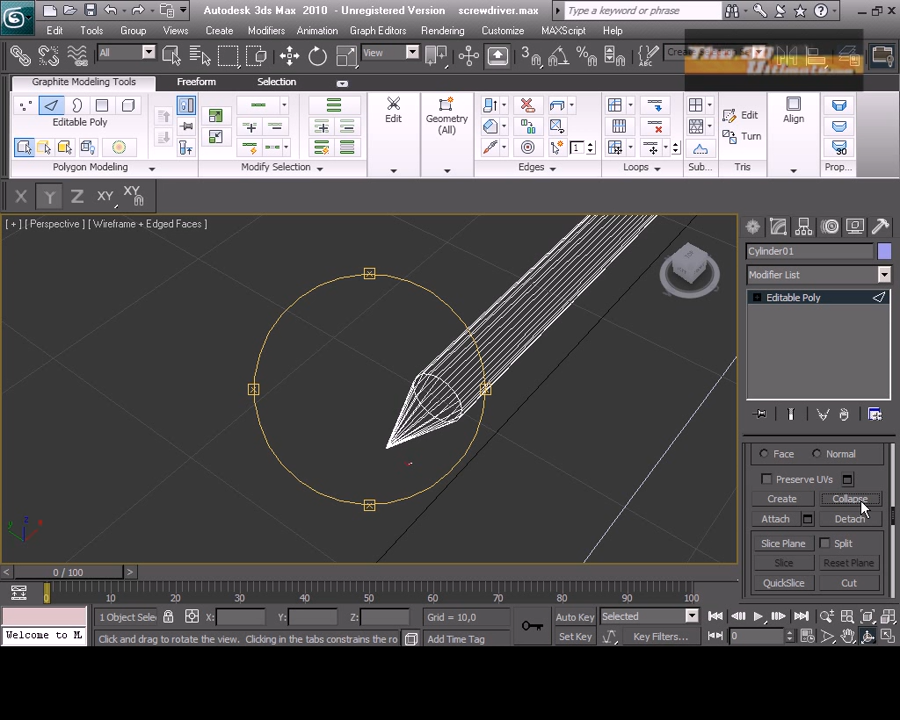 Autodesk 3ds Max 2010 - Unregistered Version screwdriver.max
Type a keyword or phrase
Edit Tools Group Views Create Modifiers Animation Graph Editors Rendering Customize MAXScript Help
All View
Graphite Modeling Tools Freeform Selection
Editable Poly Edit Geometry (All) 1 Edit Turn Align 30
Polygon Modeling Modify Selection Edges Loops Sub... Tris Prop...
X Y Z XY XY
[ + ] [ Perspective ] [ Wireframe + Edged Faces ]
Cylinder01
Modifier List
Editable Poly
Face Normal
Preserve UVs
Create Collapse
Attach Detach
Slice Plane Split
Slice Reset Plane
QuickSlice Cut
z y x
< 0 / 100 >
0 10 20 30 40 50 60 70 80 90 100
1 Object Sele X: Y: Z: Grid = 10,0 Auto Key Selected
Welcome to M Click and drag to rotate the view. Clicking in the tabs constrains the ro Add Time Tag Set Key Key Filters... 0